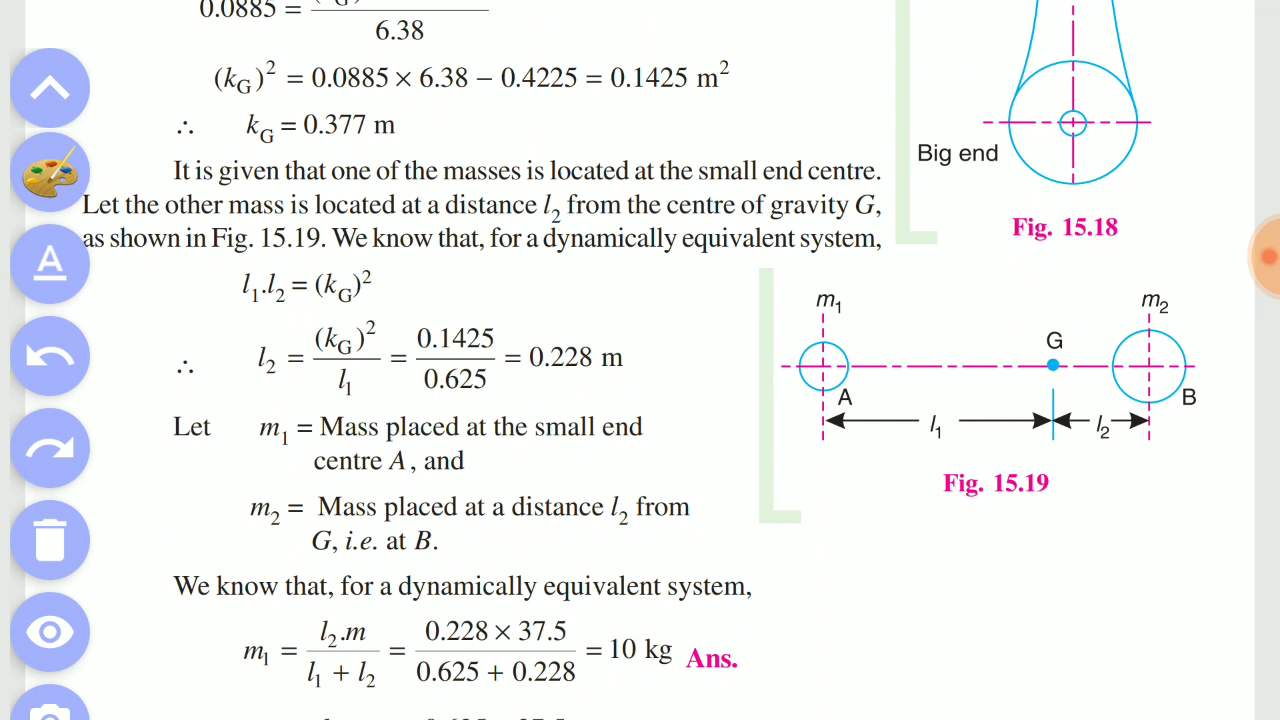 0.0885 =
6.38
(kG)² = 0.0885 × 6.38 − 0.4225 = 0.1425 m²
∴ kG = 0.377 m
It is given that one of the masses is located at the small end centre.
Let the other mass is located at a distance l₂ from the centre of gravity G,
as shown in Fig. 15.19. We know that, for a dynamically equivalent system,
l₁.l₂ = (kG)²
∴ l₂ = (kG)² / l₁ = 0.1425 / 0.625 = 0.228 m
Let m₁ = Mass placed at the small end
centre A, and
m₂ = Mass placed at a distance l₂ from
G, i.e. at B.
We know that, for a dynamically equivalent system,
m₁ = l₂.m / l₁ + l₂ = 0.228 × 37.5 / 0.625 + 0.228 = 10 kg Ans.
Big end
Fig. 15.18
m₁ m₂
G
A B
l₁ l₂
Fig. 15.19
A